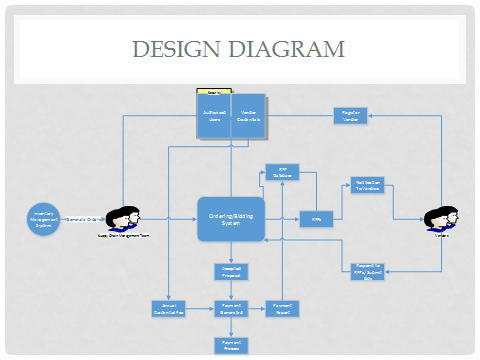 DESIGN DIAGRAM
Security
Authorized
Users
Vendor
Credentials
Register
Vendor
RFP
Database
Notification
To Vendors
Inventory
Management
System
Generate Orders
Supply Chain Management Team
Ordering/Bidding
System
RFPs
Vendors
Accepted
Proposal
Respond to
RFPs/ Submit
Annual
Credential Fee
Payment
Generated
Payment
Report
Payment
Process